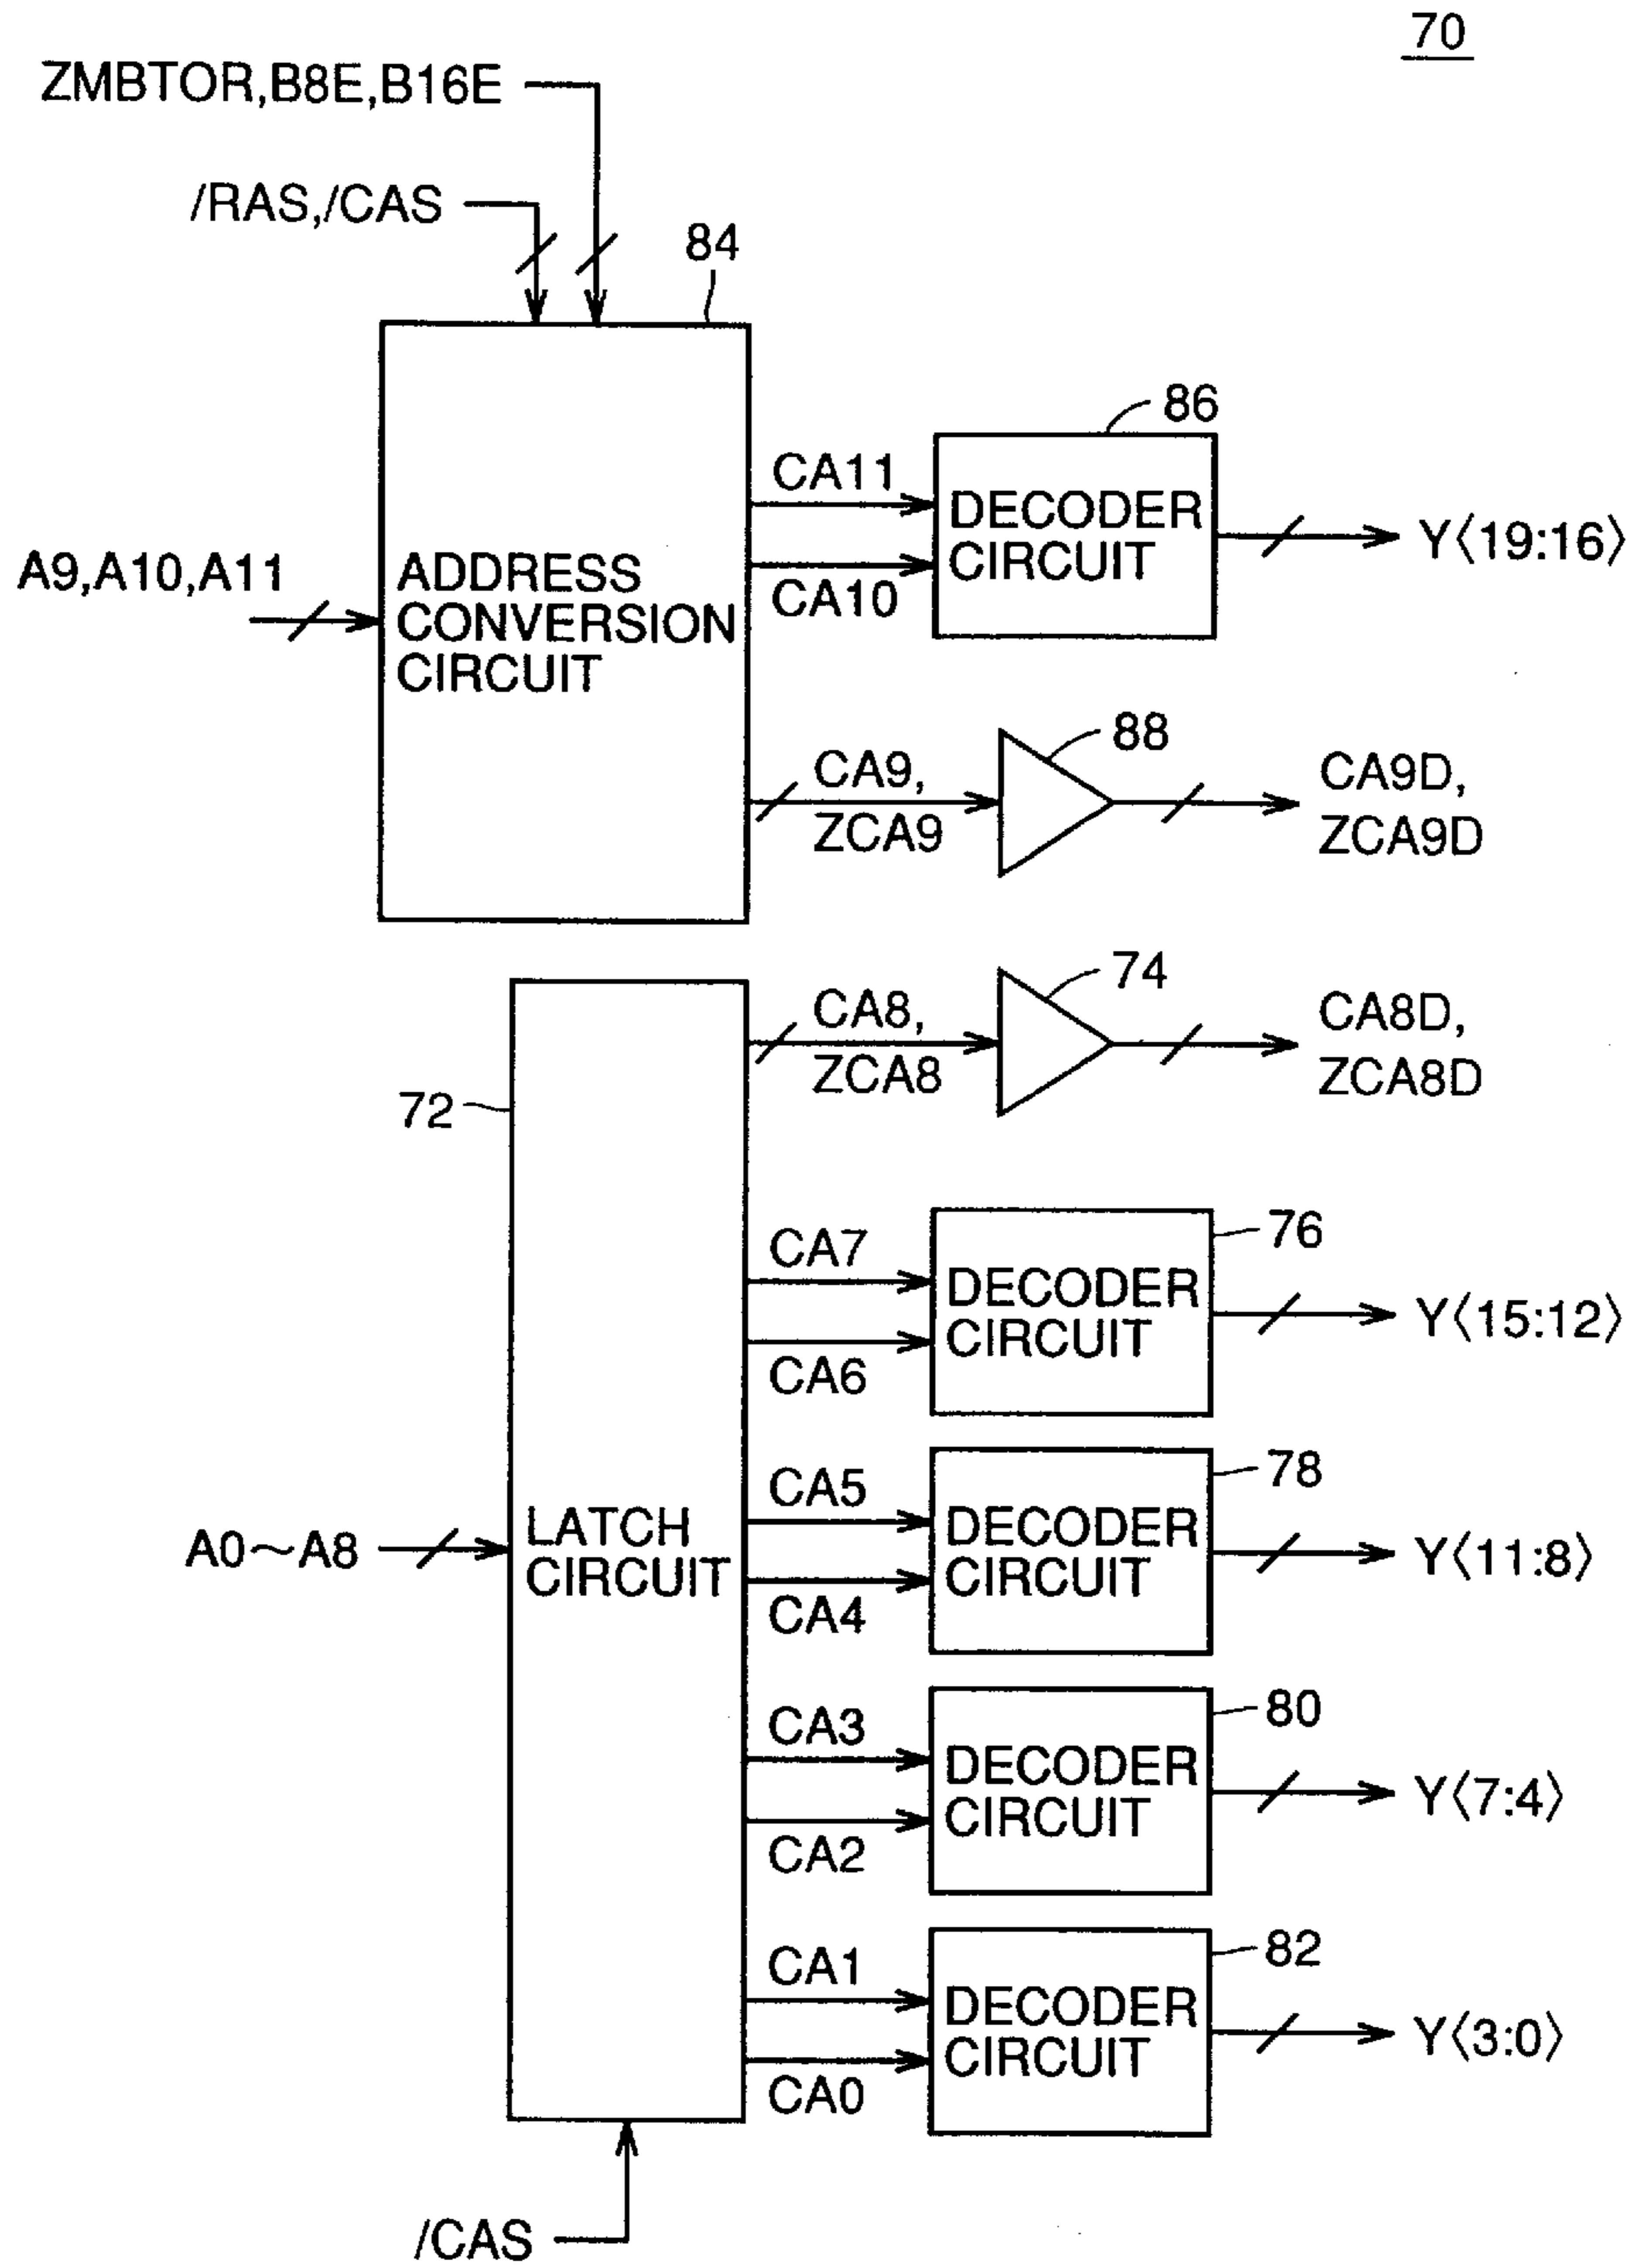 70
ZMBTOR,B8E,B16E
/RAS,/CAS
84
86
CA11
DECODER
CIRCUIT
CA10
Y⟨19:16⟩
A9,A10,A11
ADDRESS
CONVERSION
CIRCUIT
88
CA9,
ZCA9
CA9D,
ZCA9D
74
CA8,
ZCA8
CA8D,
ZCA8D
72
76
CA7
DECODER
CIRCUIT
CA6
Y⟨15:12⟩
78
CA5
DECODER
CIRCUIT
CA4
Y⟨11:8⟩
A0~A8
LATCH
CIRCUIT
80
CA3
DECODER
CIRCUIT
CA2
Y⟨7:4⟩
82
CA1
DECODER
CIRCUIT
CA0
Y⟨3:0⟩
/CAS